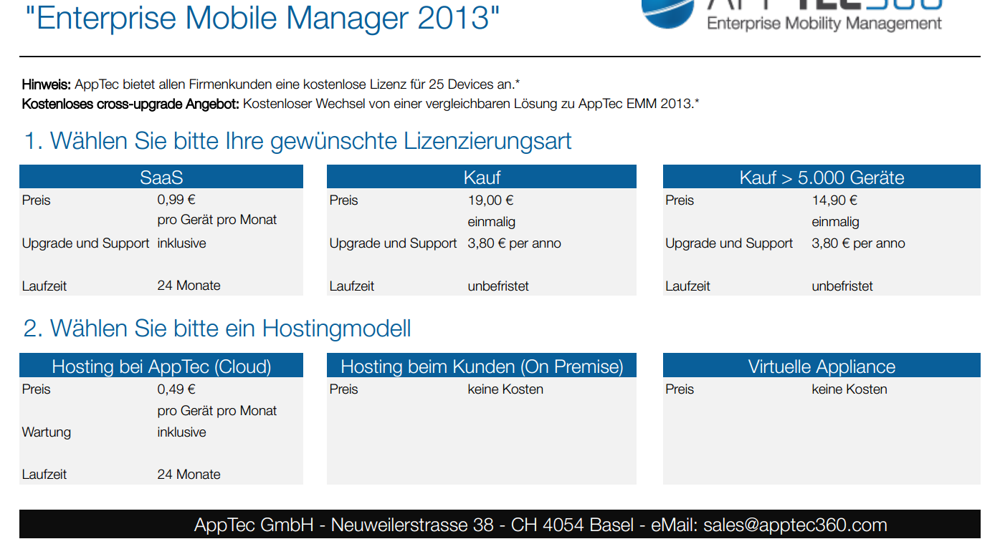 "Enterprise Mobile Manager 2013"
Enterprise Mobility Management
Hinweis: AppTec bietet allen Firmenkunden eine kostenlose Lizenz für 25 Devices an.*
Kostenloses cross-upgrade Angebot: Kostenloser Wechsel von einer vergleichbaren Lösung zu AppTec EMM 2013.*
1. Wählen Sie bitte Ihre gewünschte Lizenzierungsart
SaaS
Preis 0,99 €
pro Gerät pro Monat
Upgrade und Support inklusive
Laufzeit 24 Monate
Kauf
Preis 19,00 €
einmalig
Upgrade und Support 3,80 € per anno
Laufzeit unbefristet
Kauf > 5.000 Geräte
Preis 14,90 €
einmalig
Upgrade und Support 3,80 € per anno
Laufzeit unbefristet
2. Wählen Sie bitte ein Hostingmodell
Hosting bei AppTec (Cloud)
Preis 0,49 €
pro Gerät pro Monat
Wartung inklusive
Laufzeit 24 Monate
Hosting beim Kunden (On Premise)
Preis keine Kosten
Virtuelle Appliance
Preis keine Kosten
AppTec GmbH - Neuweilerstrasse 38 - CH 4054 Basel - eMail: sales@apptec360.com